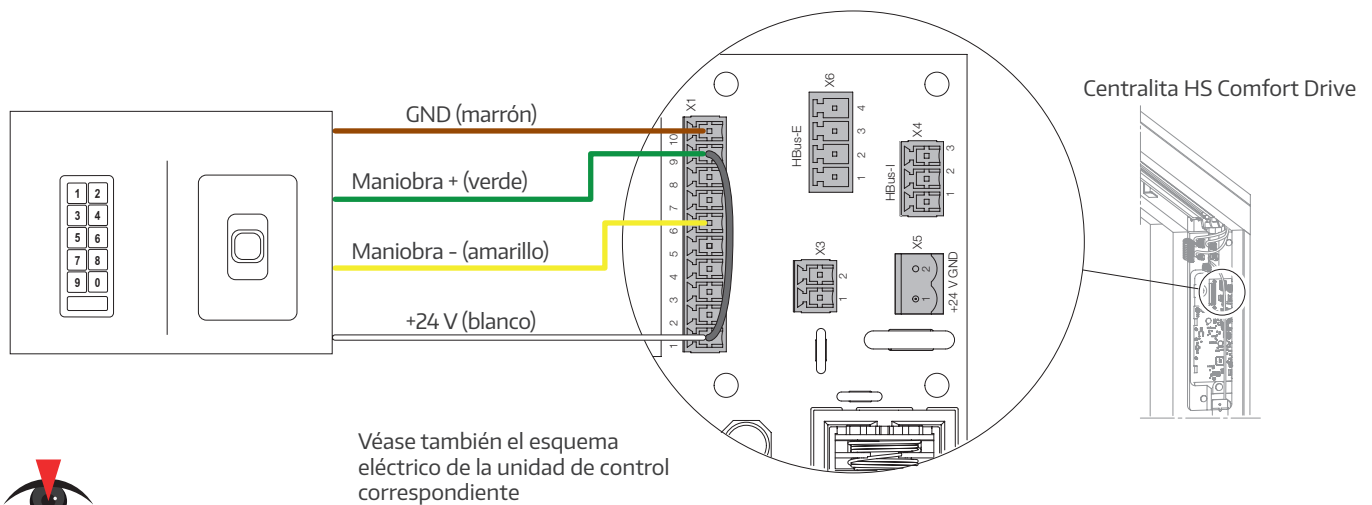 Centralita HS Comfort Drive
GND (marrón)
Maniobra + (verde)
Maniobra - (amarillo)
+24 V (blanco)
1 2
3 4
5 6
7 8
9 0
X1
10
9
8
7
6
5
4
3
2
1
X6
HBus-E
4
3
2
1
X4
HBus-I
3
2
1
X3
2
1
X5
2
1
+24 V GND
Véase también el esquema
eléctrico de la unidad de control
correspondiente